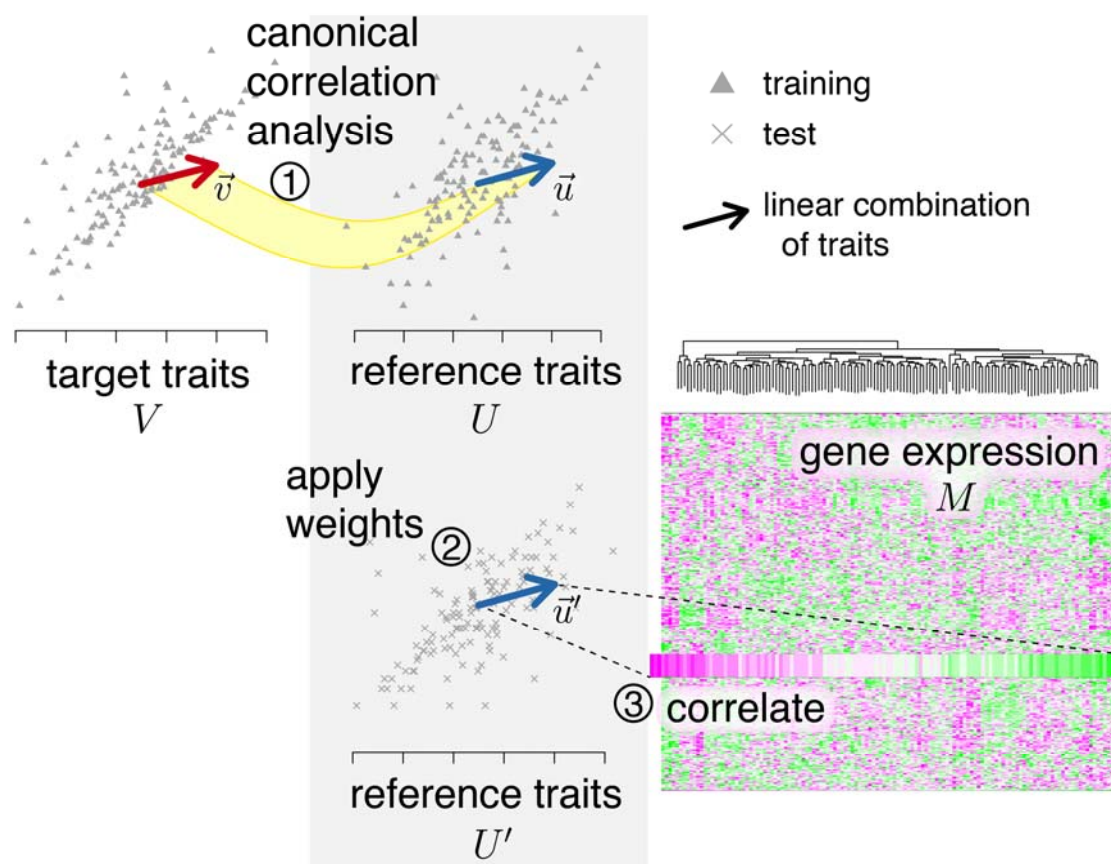 canonical
correlation
analysis
①
v⃗
u⃗
training
test
linear combination
of traits
target traits
V
reference traits
U
gene expression
M
apply
weights
②
u⃗′
③ correlate
reference traits
U′